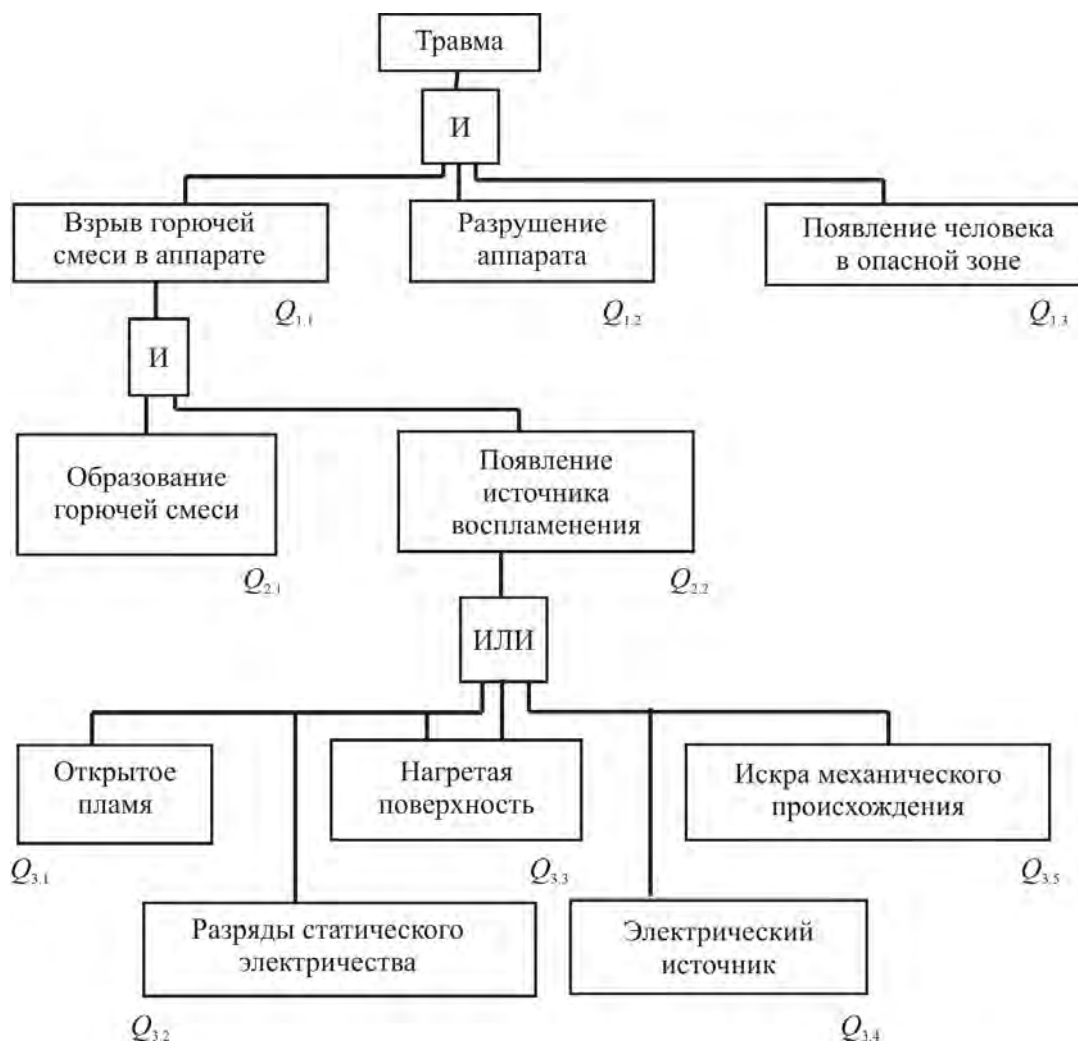 Травма
И
Взрыв горючей
смеси в аппарате
Разрушение
аппарата
Появление человека
в опасной зоне
Q1.1
Q1.2
Q1.3
И
Образование
горючей смеси
Появление
источника
воспламенения
Q2.1
Q2.2
ИЛИ
Открытое
пламя
Нагретая
поверхность
Искра механического
происхождения
Q3.1
Q3.3
Q3.5
Разряды статического
электричества
Электрический
источник
Q3.2
Q3.4